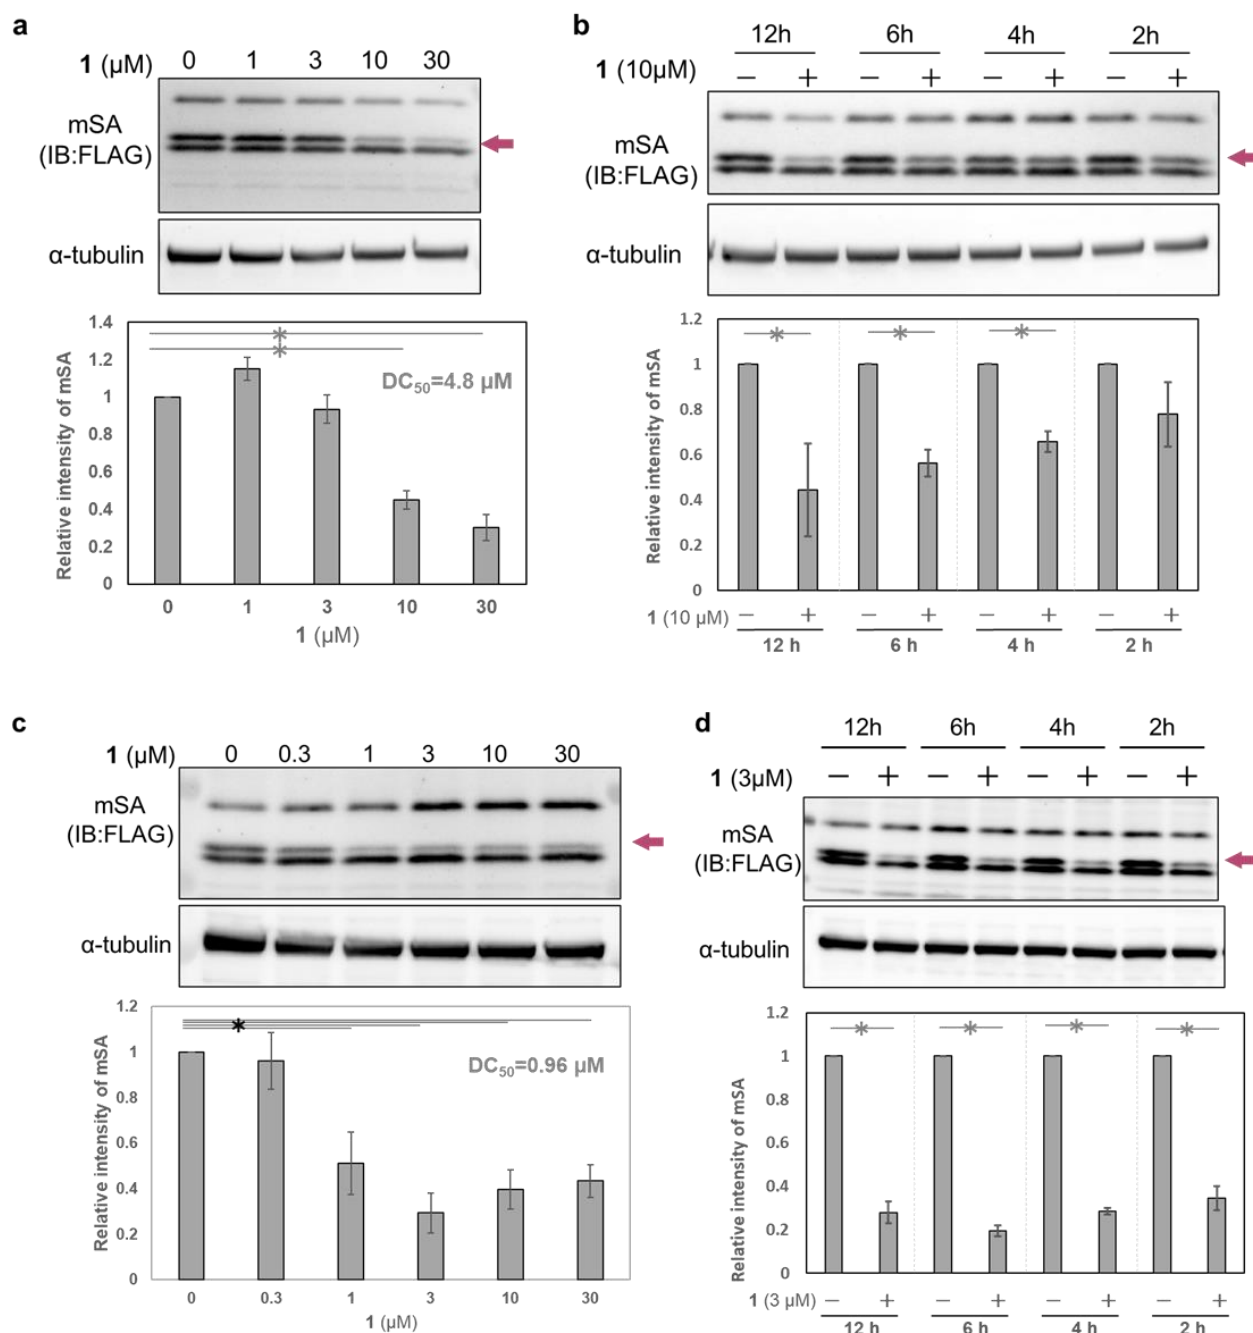 a
1 (μM)
0 1 3 10 30
mSA
(IB:FLAG)
α-tubulin
1.4
1.2
1
0.8
0.6
0.4
0.2
0
Relative intensity of mSA
*
*
DC50=4.8 μM
0 1 3 10 30
1 (μM)
b
12h 6h 4h 2h
1 (10μM)
− + − + − + − +
mSA
(IB:FLAG)
α-tubulin
1.2
1
0.8
0.6
0.4
0.2
0
Relative intensity of mSA
* * *
1 (10 μM) − + − + − + − +
12 h 6 h 4 h 2 h
c
1 (μM)
0 0.3 1 3 10 30
mSA
(IB:FLAG)
α-tubulin
1.2
1
0.8
0.6
0.4
0.2
0
Relative intensity of mSA
*
DC50=0.96 μM
0 0.3 1 3 10 30
1 (μM)
d
12h 6h 4h 2h
1 (3μM)
− + − + − + − +
mSA
(IB:FLAG)
α-tubulin
1.2
1
0.8
0.6
0.4
0.2
0
Relative intensity of mSA
* * * *
1 (3 μM) − + − + − + − +
12 h 6 h 4 h 2 h